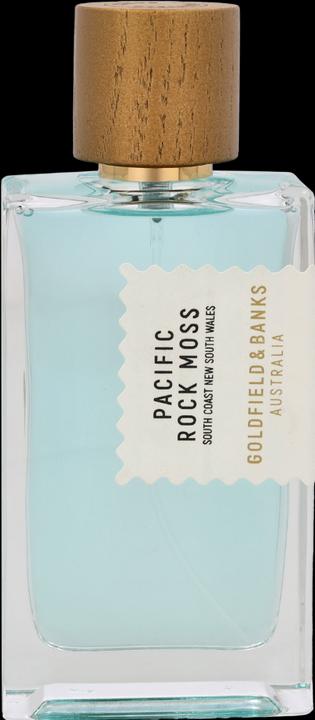 PACIFIC
ROCK MOSS
SOUTH COAST NEW SOUTH WALES
GOLDFIELD & BANKS
AUSTRALIA